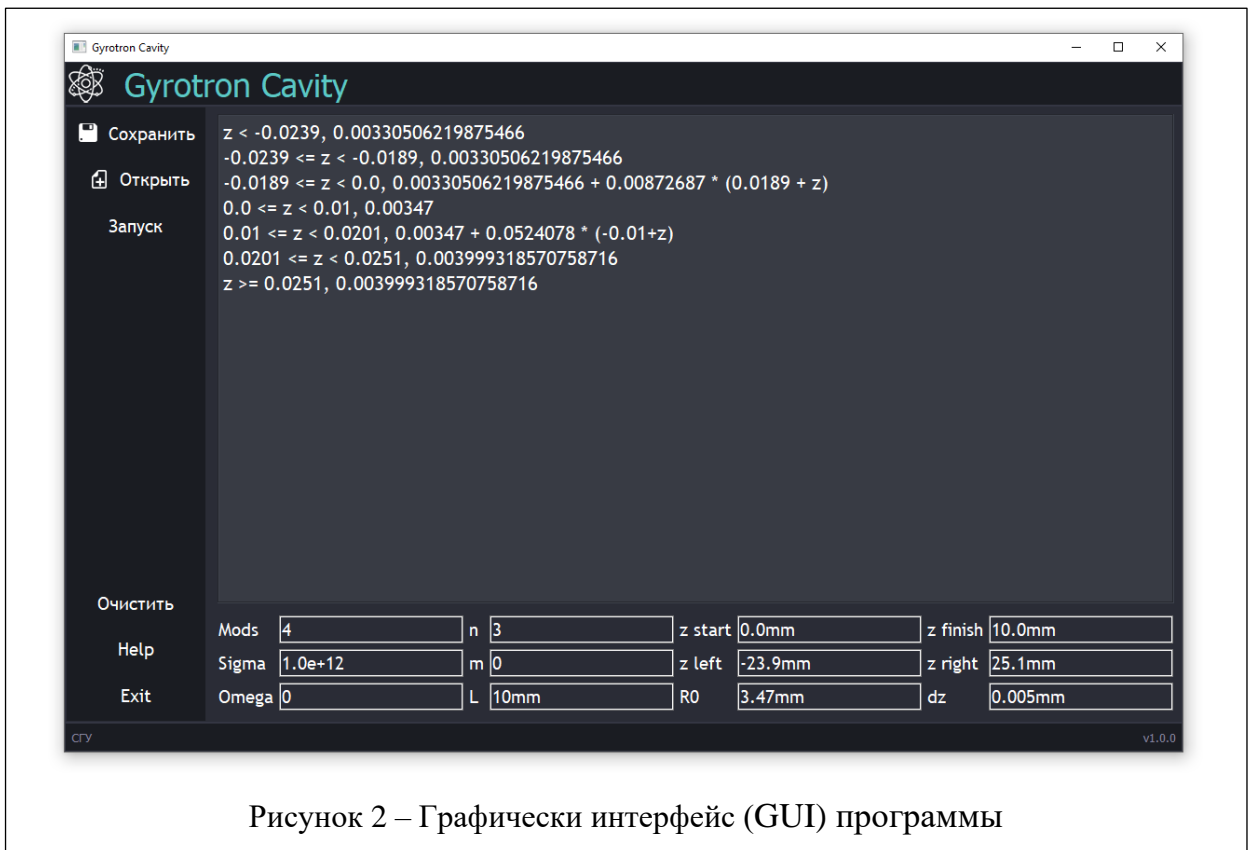 Gyrotron Cavity
Gyrotron Cavity
Сохранить
Открыть
Запуск
z < -0.0239, 0.00330506219875466
-0.0239 <= z < -0.0189, 0.00330506219875466
-0.0189 <= z < 0.0, 0.00330506219875466 + 0.00872687 * (0.0189 + z)
0.0 <= z < 0.01, 0.00347
0.01 <= z < 0.0201, 0.00347 + 0.0524078 * (-0.01+z)
0.0201 <= z < 0.0251, 0.003999318570758716
z >= 0.0251, 0.003999318570758716
Очистить
Help
Exit
Mods 4 n 3 z start 0.0mm z finish 10.0mm
Sigma 1.0e+12 m 0 z left -23.9mm z right 25.1mm
Omega 0 L 10mm R0 3.47mm dz 0.005mm
СГУ v1.0.0
Рисунок 2 – Графически интерфейс (GUI) программы